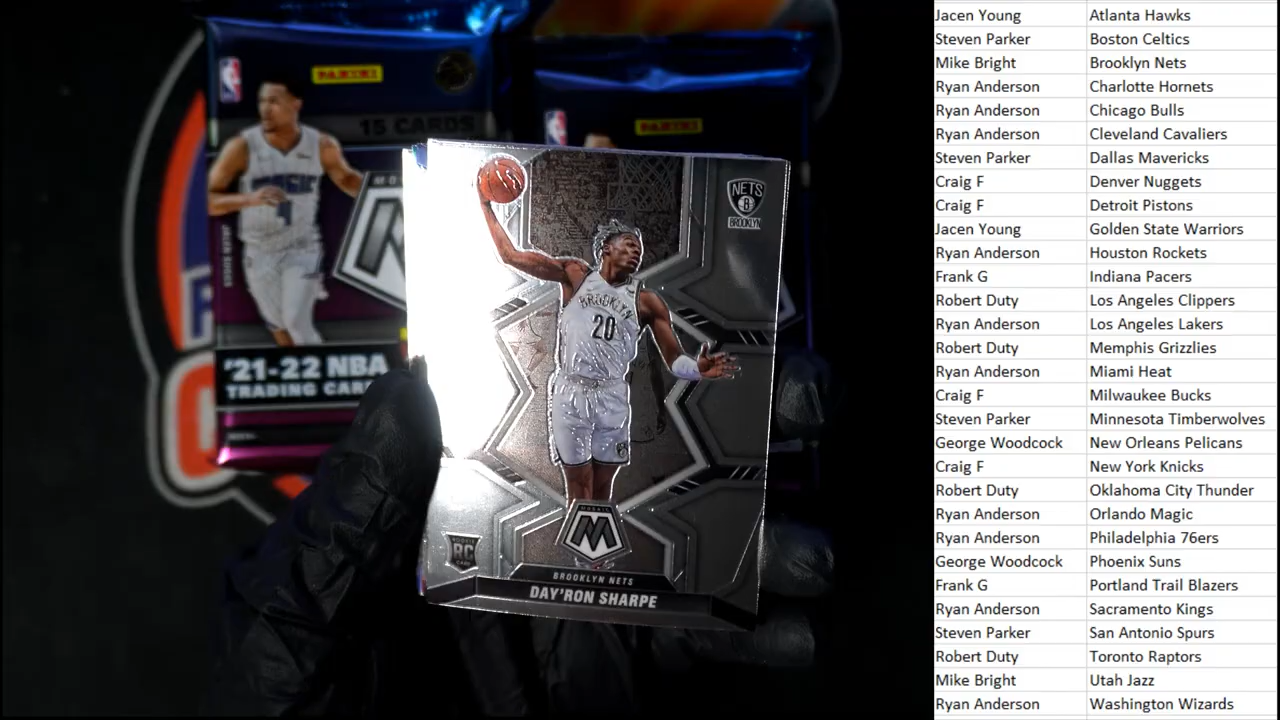 PANINI
15 CARDS
'21-22 NBA
TRADING CAR
PANINI
NETS
B
BROOKLYN
BROOKLYN
20
MOSAIC
M
ROOKIE
RC
CARD
BROOKLYN NETS
DAY'RON SHARPE
Jacen Young Atlanta Hawks
Steven Parker Boston Celtics
Mike Bright Brooklyn Nets
Ryan Anderson Charlotte Hornets
Ryan Anderson Chicago Bulls
Ryan Anderson Cleveland Cavaliers
Steven Parker Dallas Mavericks
Craig F Denver Nuggets
Craig F Detroit Pistons
Jacen Young Golden State Warriors
Ryan Anderson Houston Rockets
Frank G Indiana Pacers
Robert Duty Los Angeles Clippers
Ryan Anderson Los Angeles Lakers
Robert Duty Memphis Grizzlies
Ryan Anderson Miami Heat
Craig F Milwaukee Bucks
Steven Parker Minnesota Timberwolves
George Woodcock New Orleans Pelicans
Craig F New York Knicks
Robert Duty Oklahoma City Thunder
Ryan Anderson Orlando Magic
Ryan Anderson Philadelphia 76ers
George Woodcock Phoenix Suns
Frank G Portland Trail Blazers
Ryan Anderson Sacramento Kings
Steven Parker San Antonio Spurs
Robert Duty Toronto Raptors
Mike Bright Utah Jazz
Ryan Anderson Washington Wizards